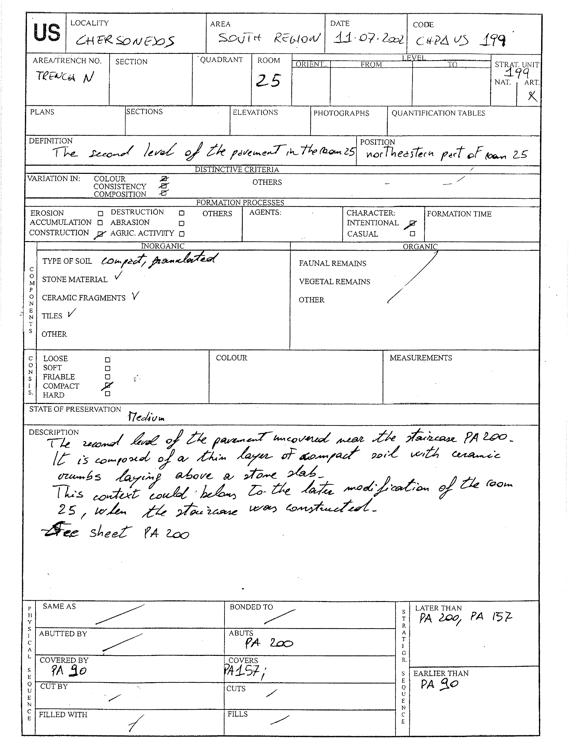 US
LOCALITY
CHERSONESOS
AREA
SOUTH REGION
DATE
11.07.2002
CODE
CHPA US 199
AREA/TRENCH NO.
TRENCH N
SECTION
QUADRANT
ROOM
25
LEVEL
ORIENT. FROM TO
STRAT. UNIT
199
NAT. ART.
X
PLANS
SECTIONS
ELEVATIONS
PHOTOGRAPHS
QUANTIFICATION TABLES
DEFINITION
The second level of the pavement in the room 25
POSITION
northeastern part of room 25
DISTINCTIVE CRITERIA
VARIATION IN: COLOUR
CONSISTENCY
COMPOSITION
OTHERS
FORMATION PROCESSES
EROSION DESTRUCTION OTHERS
ACCUMULATION ABRASION
CONSTRUCTION AGRIC. ACTIVITY
AGENTS:
CHARACTER:
INTENTIONAL
CASUAL
FORMATION TIME
COMPONENTS
INORGANIC
TYPE OF SOIL compact, granulated
STONE MATERIAL ✓
CERAMIC FRAGMENTS ✓
TILES ✓
OTHER
ORGANIC
FAUNAL REMAINS
VEGETAL REMAINS
OTHER
CONSIS.
LOOSE
SOFT
FRIABLE
COMPACT
HARD
COLOUR
MEASUREMENTS
STATE OF PRESERVATION
Medium
DESCRIPTION
The second level of the pavement uncovered near the staircase PA 200.
It is composed of a thin layer of compact soil with ceramic
crumbs laying above a stone slab.
This context could belong to the later modification of the room
25, when the staircase was constructed.
See sheet PA 200
PHYSICAL SEQUENCE
SAME AS
BONDED TO
ABUTTED BY
ABUTS
PA 200
COVERED BY
PA 90
COVERS
PA157;
CUT BY
CUTS
FILLED WITH
FILLS
STRATIGR. SEQUENCE
LATER THAN
PA 200, PA 157
EARLIER THAN
PA 90